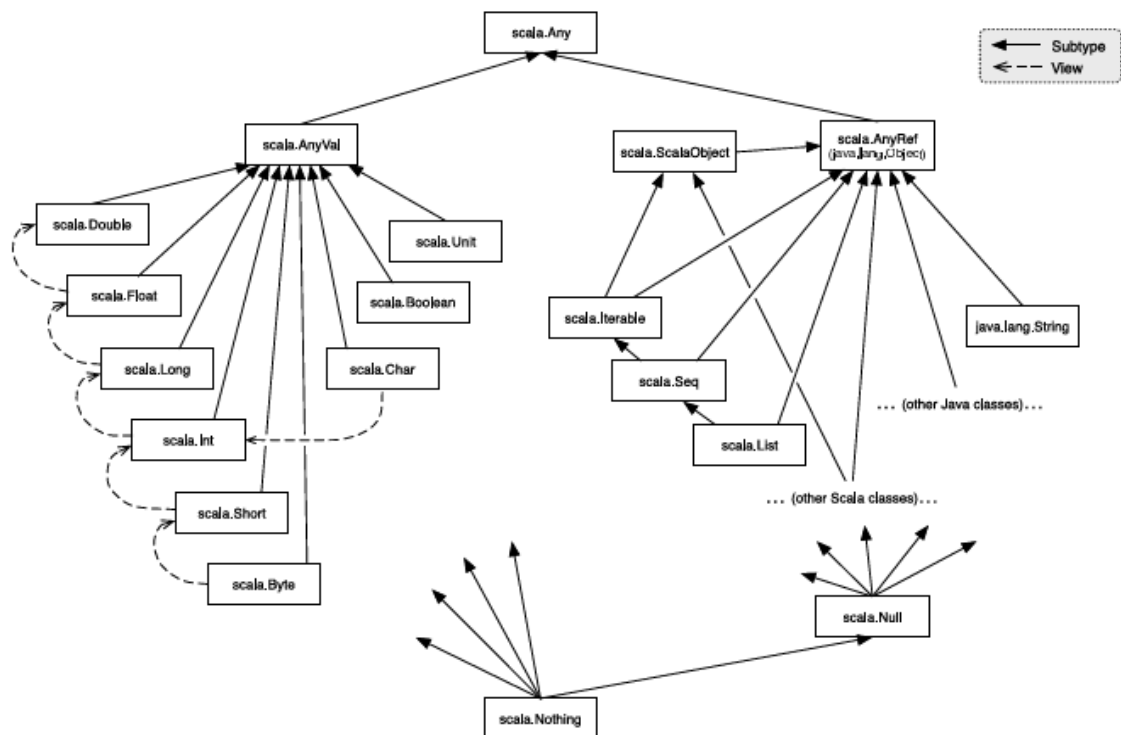 scala.Any
Subtype
View
scala.AnyVal
scala.ScalaObject
scala.AnyRef
(java.lang.Object)
scala.Double
scala.Unit
scala.Float
scala.Boolean
scala.Iterable
java.lang.String
scala.Long
scala.Char
scala.Seq
... (other Java classes)...
scala.Int
scala.List
scala.Short
... (other Scala classes)...
scala.Byte
scala.Null
scala.Nothing